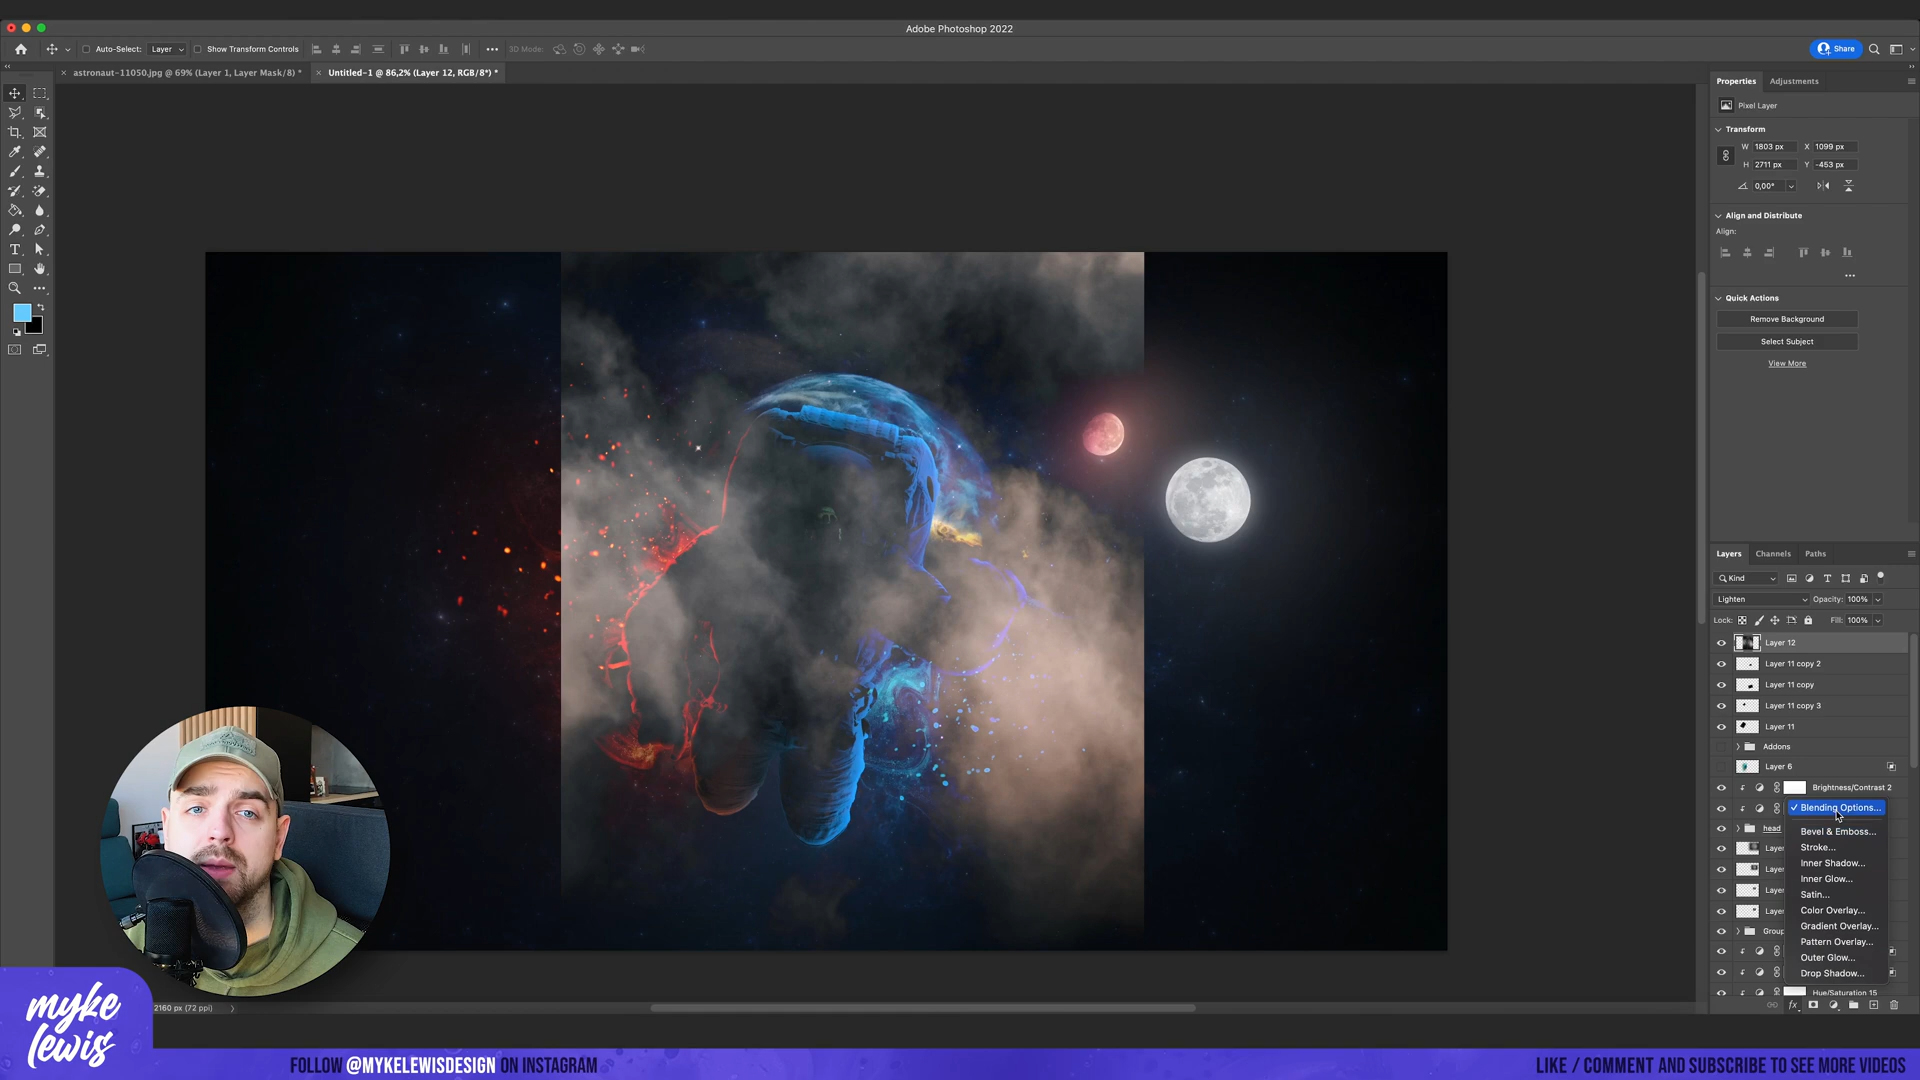 Adobe Photoshop 2022
Auto-Select: Layer
Show Transform Controls
3D Mode:
Share
astronaut-11050.jpg @ 69% (Layer 1, Layer Mask/8) *
Untitled-1 @ 86,2% (Layer 12, RGB/8*) *
Properties
Adjustments
Pixel Layer
Transform
W 1803 px X 1099 px
H 2711 px Y -453 px
0,00°
Align and Distribute
Align:
Quick Actions
Remove Background
Select Subject
View More
Layers Channels Paths
Kind
Lighten Opacity: 100%
Lock: Fill: 100%
Layer 12
Layer 11 copy 2
Layer 11 copy
Layer 11 copy 3
Layer 11
Addons
Layer 6
Brightness/Contrast 2
Blending Options...
head
Bevel & Emboss...
Stroke...
Inner Shadow...
Inner Glow...
Satin...
Color Overlay...
Gradient Overlay...
Pattern Overlay...
Outer Glow...
Drop Shadow...
Hue/Saturation 15
2160 px (72 ppi)
myke
lewis
FOLLOW @MYKELEWISDESIGN ON INSTAGRAM
LIKE / COMMENT AND SUBSCRIBE TO SEE MORE VIDEOS